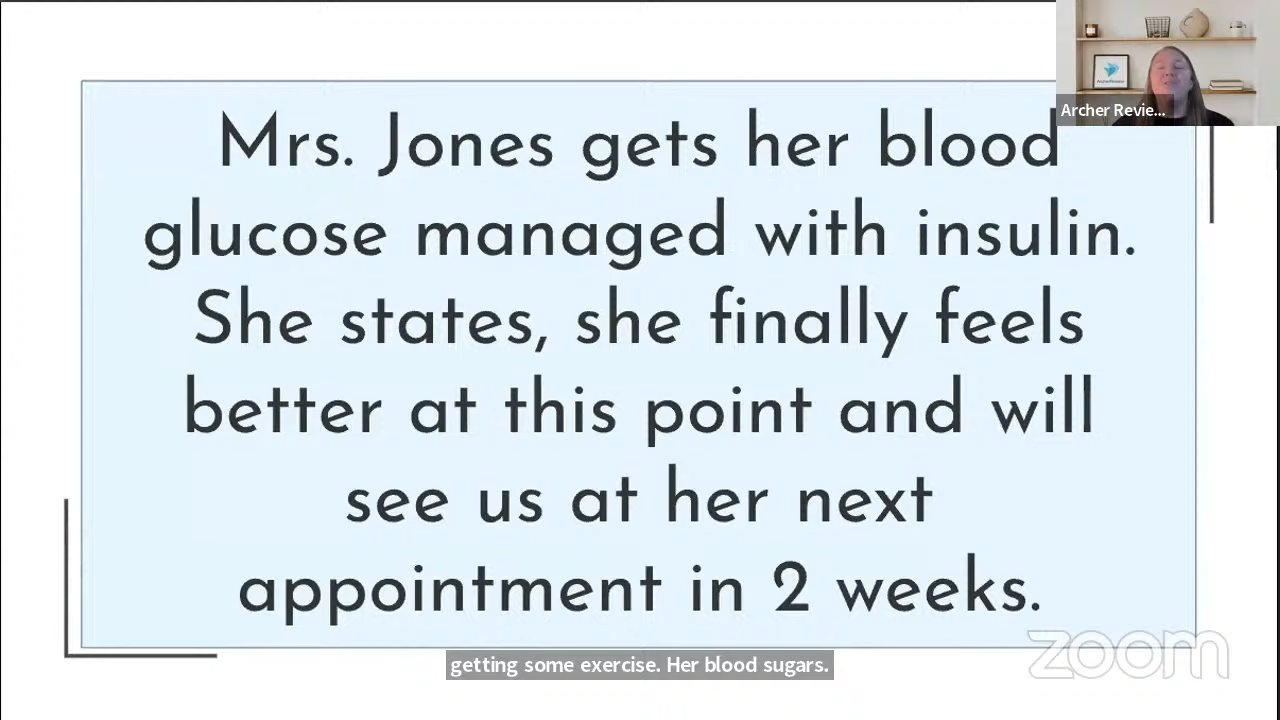 Archer Revie...
Mrs. Jones gets her blood
glucose managed with insulin.
She states, she finally feels
better at this point and will
see us at her next
appointment in 2 weeks.
zoom
getting some exercise. Her blood sugars.